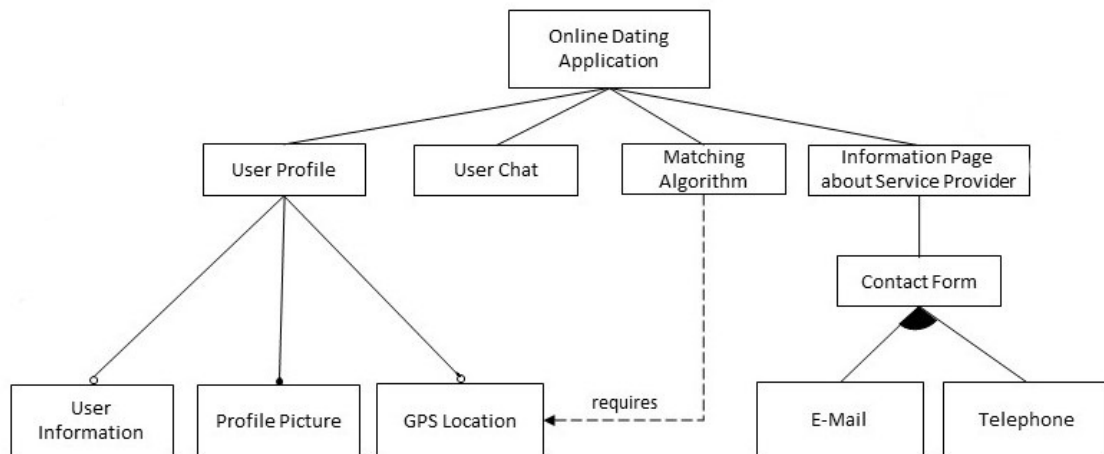 Online Dating
Application
User Profile
User Chat
Matching
Algorithm
Information Page
about Service Provider
Contact Form
User
Information
Profile Picture
GPS Location
requires
E-Mail
Telephone